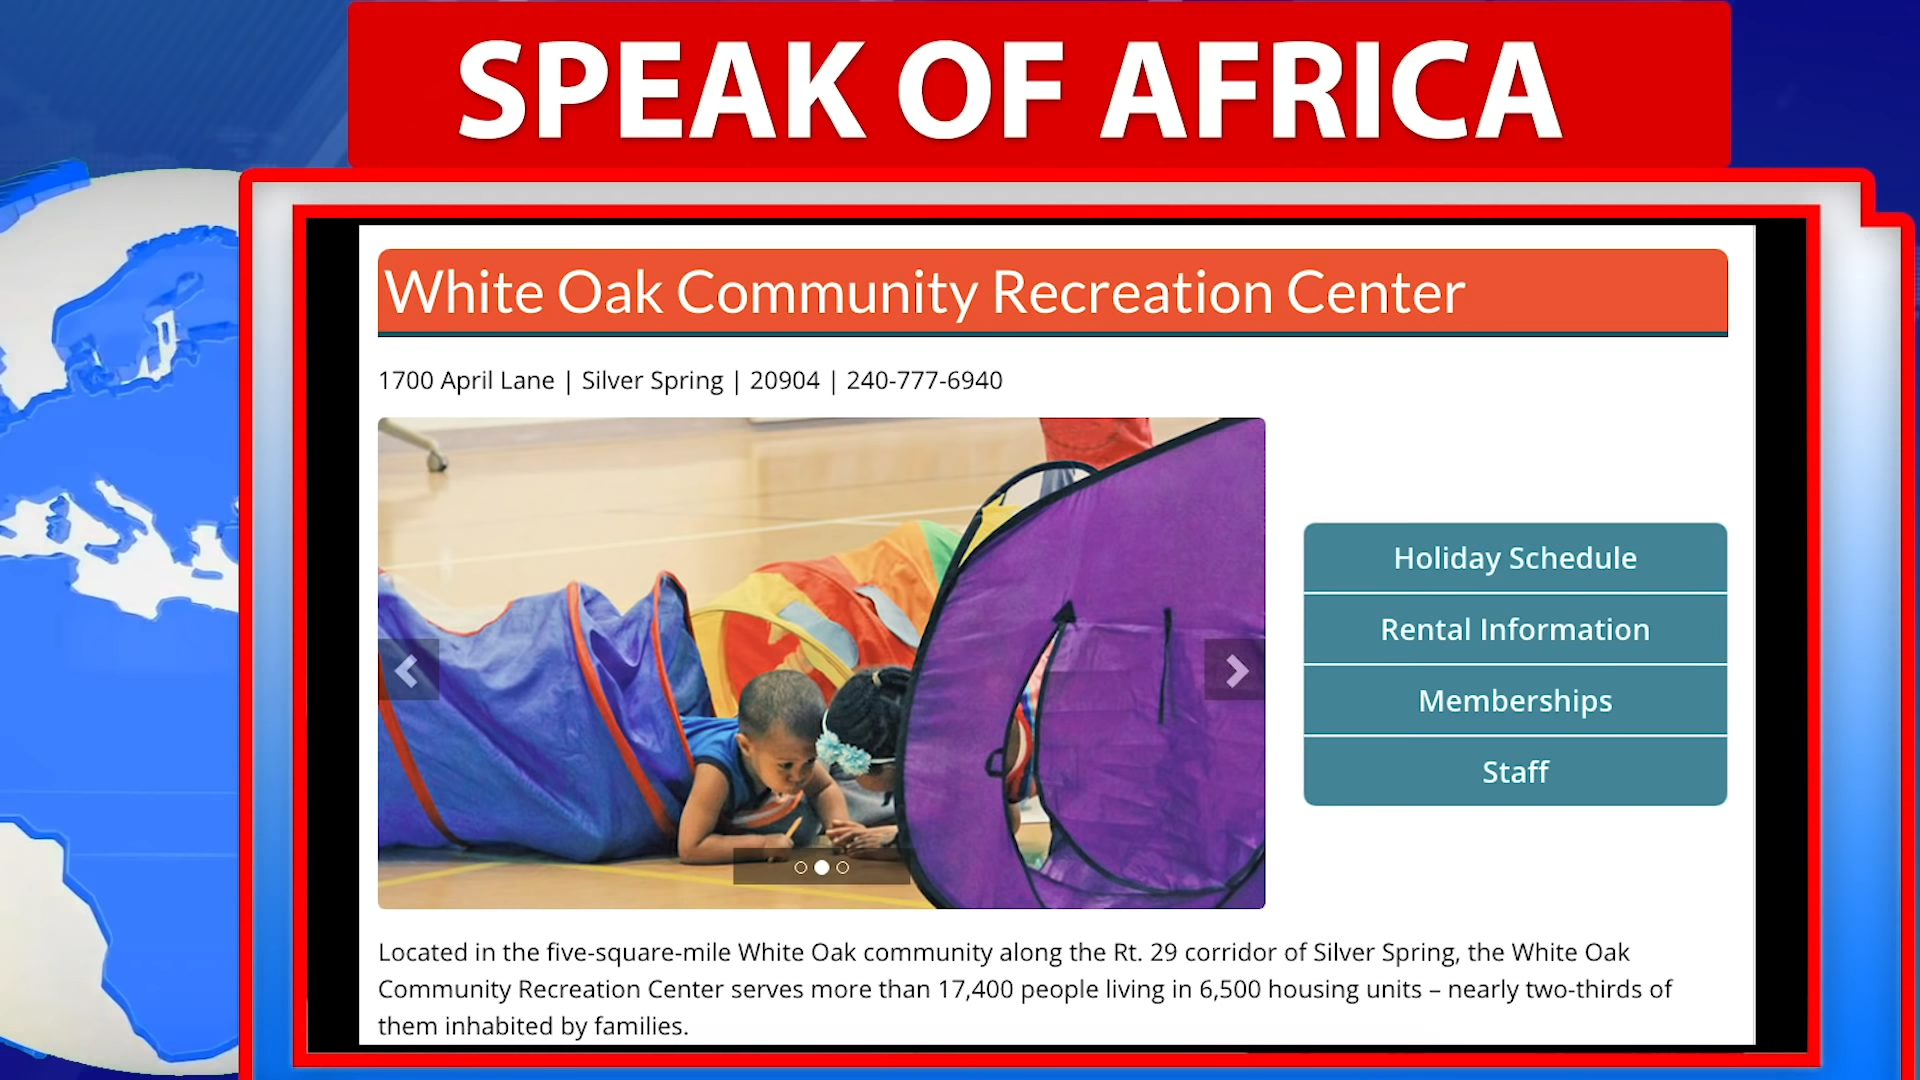 SPEAK OF AFRICA
White Oak Community Recreation Center
1700 April Lane | Silver Spring | 20904 | 240-777-6940
Holiday Schedule
Rental Information
Memberships
Staff
Located in the five-square-mile White Oak community along the Rt. 29 corridor of Silver Spring, the White Oak
Community Recreation Center serves more than 17,400 people living in 6,500 housing units – nearly two-thirds of
them inhabited by families.